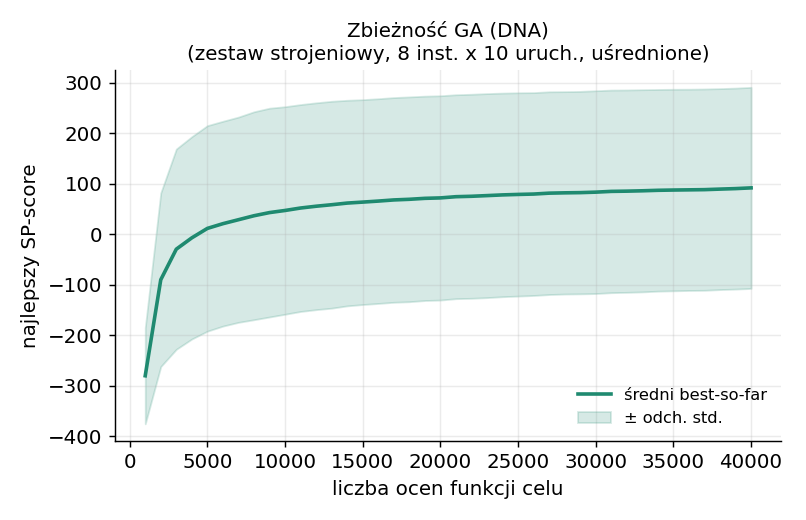 Zbieżność GA (DNA)
(zestaw strojeniowy, 8 inst. x 10 uruch., uśrednione)
300
200
100
0
−100
−200
−300
−400
najlepszy SP-score
średni best-so-far
± odch. std.
0 5000 10000 15000 20000 25000 30000 35000 40000
liczba ocen funkcji celu